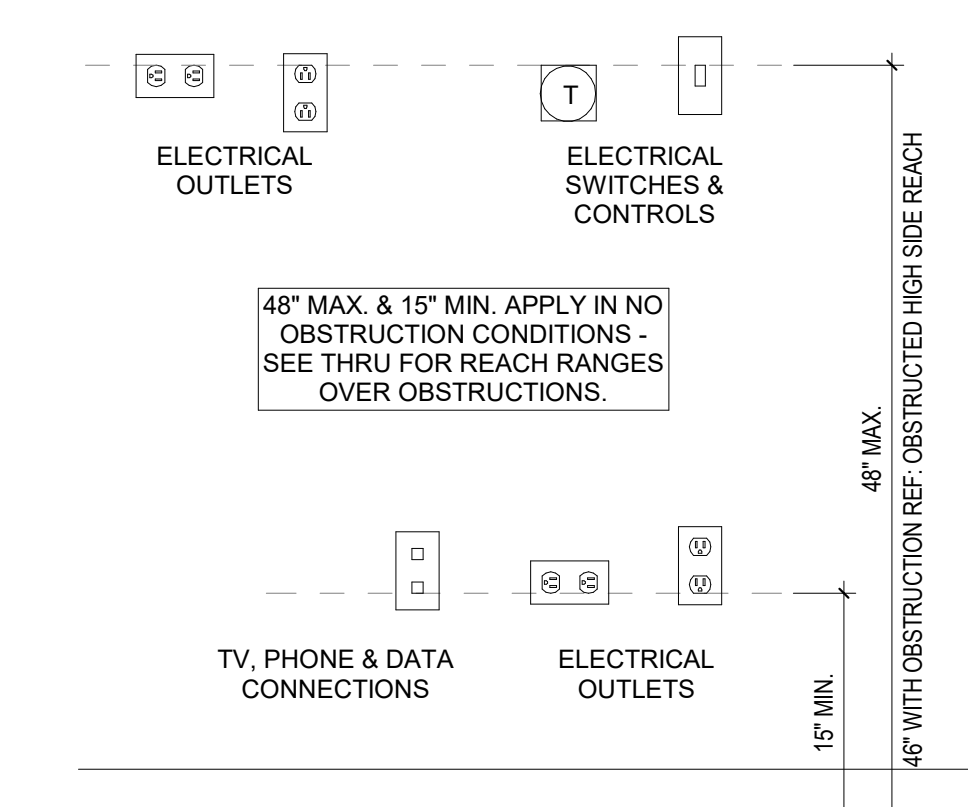 T
ELECTRICAL
OUTLETS
ELECTRICAL
SWITCHES &
CONTROLS
48" MAX. & 15" MIN. APPLY IN NO
OBSTRUCTION CONDITIONS -
SEE THRU FOR REACH RANGES
OVER OBSTRUCTIONS.
48" MAX.
46" WITH OBSTRUCTION REF: OBSTRUCTED HIGH SIDE REACH
TV, PHONE & DATA
CONNECTIONS
ELECTRICAL
OUTLETS
15" MIN.